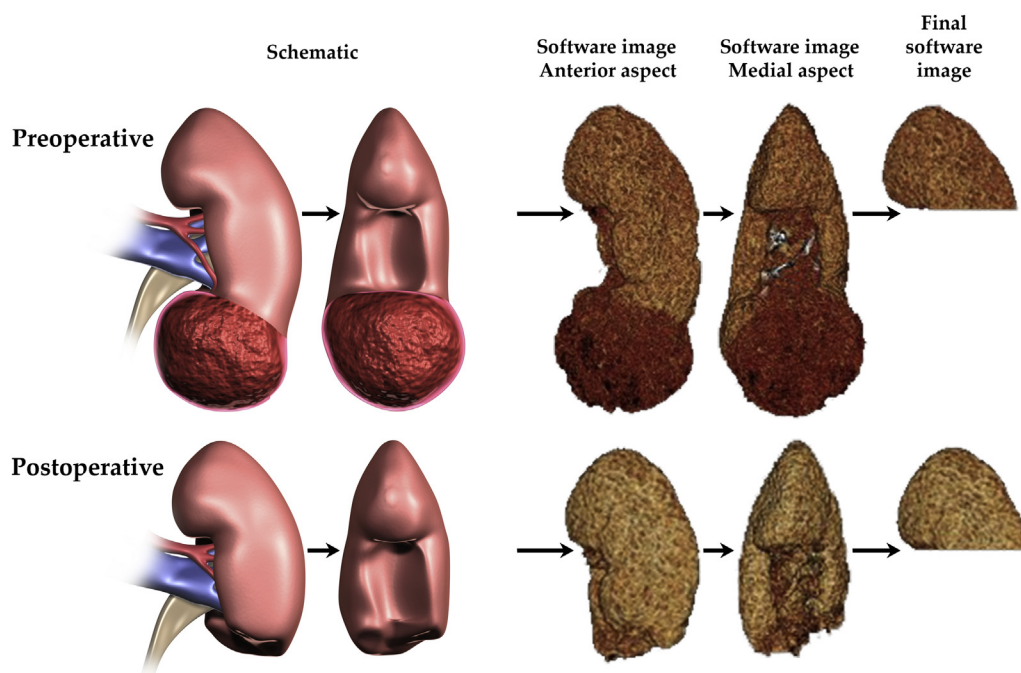 Schematic
Software image
Anterior aspect
Software image
Medial aspect
Final
software
image
Preoperative
Postoperative